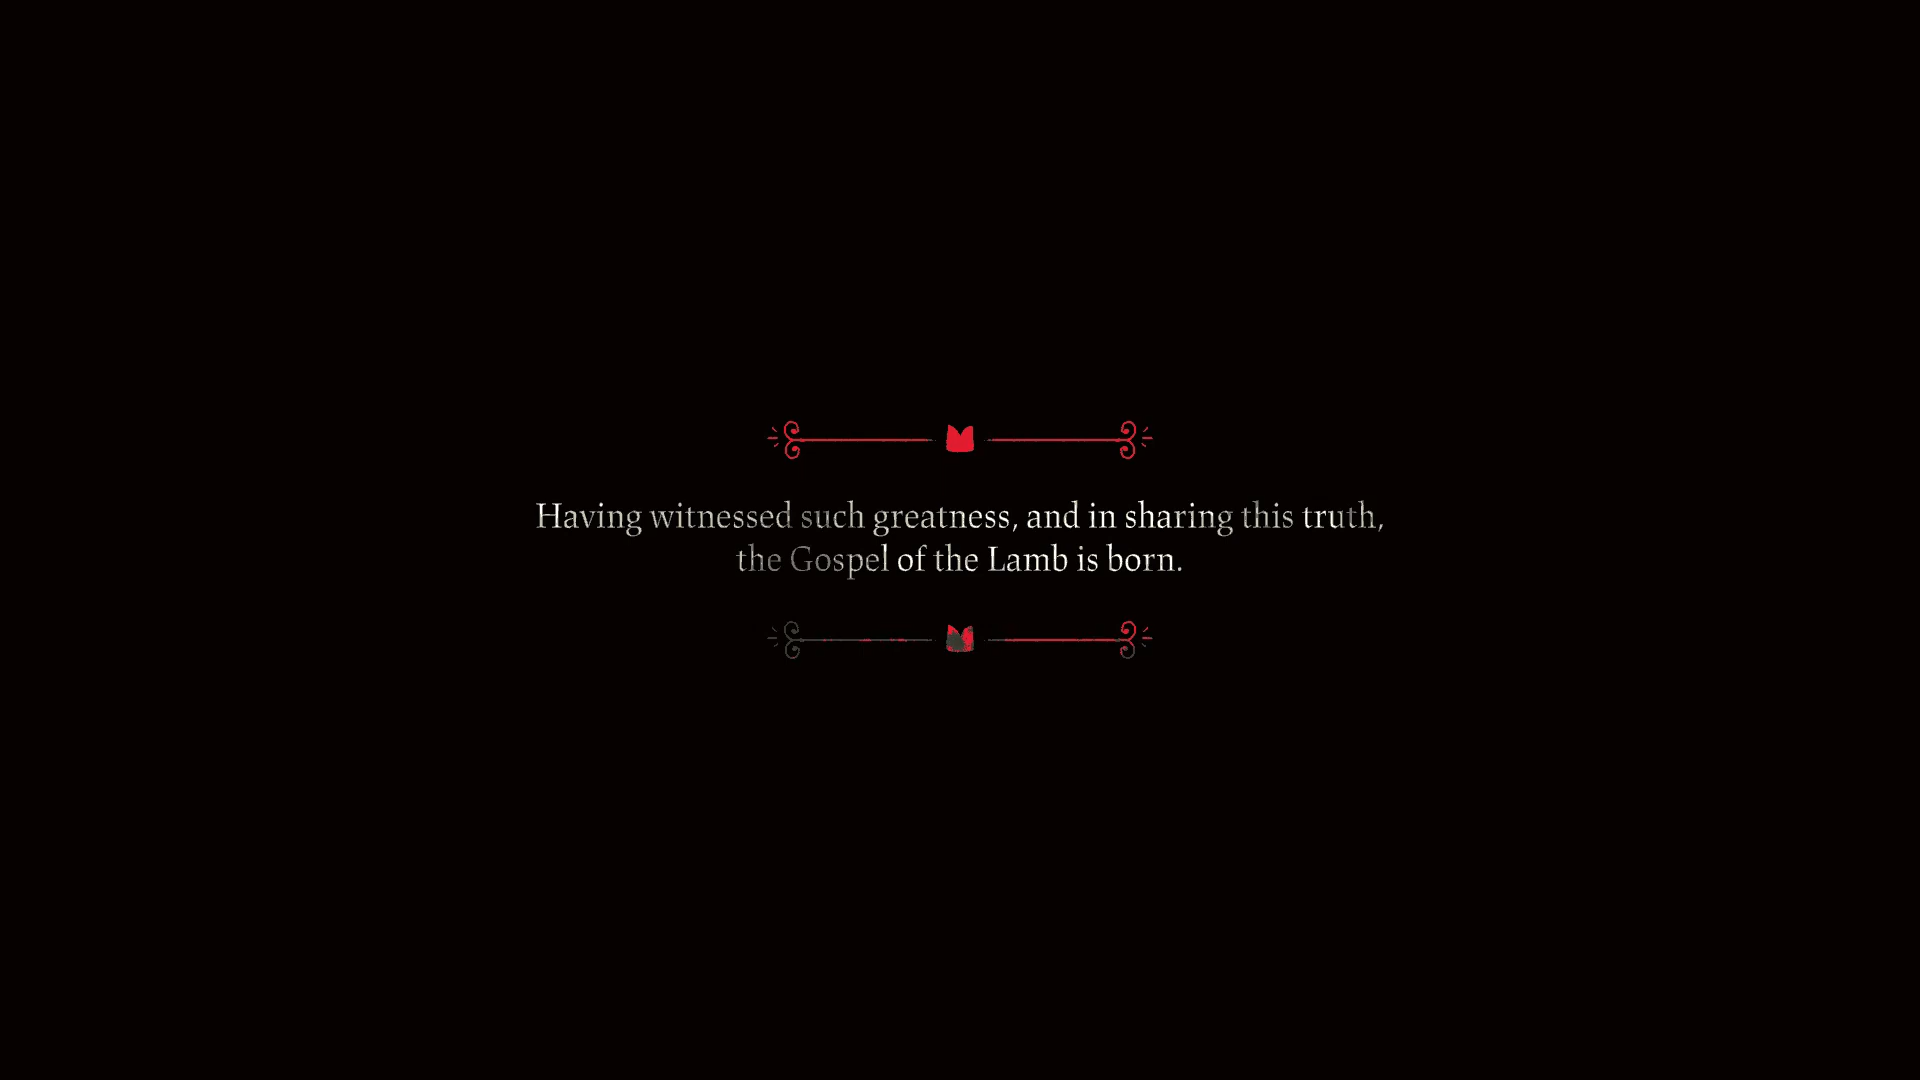 Having witnessed such greatness, and in sharing this truth,
the Gospel of the Lamb is born.